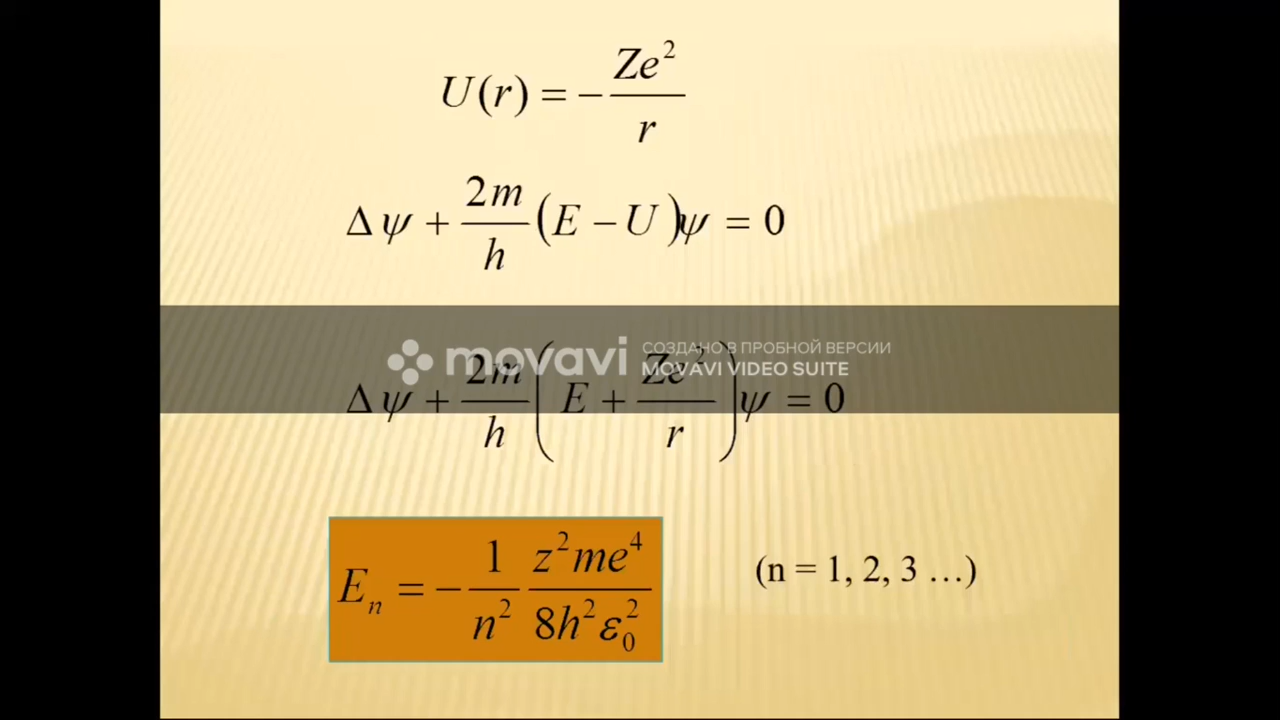 U(r) = −Ze²/r
Δψ + 2m/h (E − U)ψ = 0
movavi
СОЗДАНО В ПРОБНОЙ ВЕРСИИ
MOVAVI VIDEO SUITE
Δψ + 2m/h (E + Ze²/r)ψ = 0
Eₙ = −1/n² z²me⁴/8h²ε₀² (n = 1, 2, 3 ...)